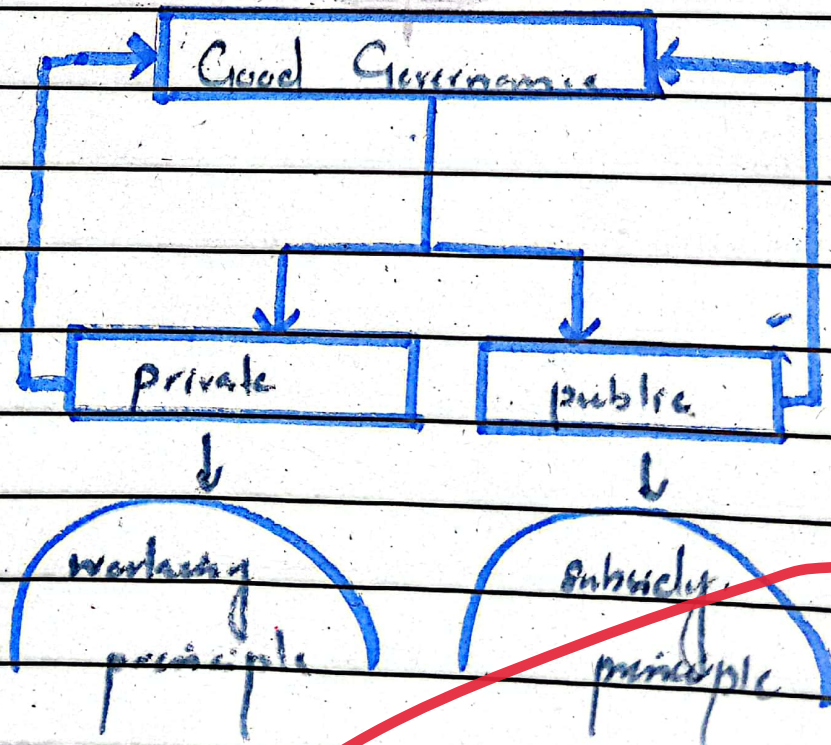 Good Governance
private
public
working
principle
subsidy
principle